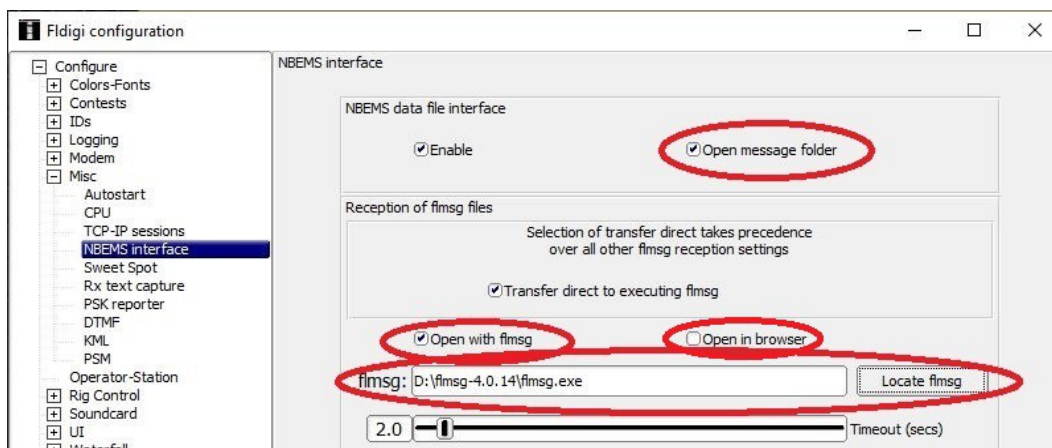 Fldigi configuration
Configure
Colors-Fonts
Contests
IDs
Logging
Modem
Misc
Autostart
CPU
TCP-IP sessions
NBEMS interface
Sweet Spot
Rx text capture
PSK reporter
DTMF
KML
PSM
Operator-Station
Rig Control
Soundcard
UI
Waterfall
NBEMS interface
NBEMS data file interface
Enable
Open message folder
Reception of flmsg files
Selection of transfer direct takes precedence
over all other flmsg reception settings
Transfer direct to executing flmsg
Open with flmsg
Open in browser
flmsg: D:\flmsg-4.0.14\flmsg.exe
Locate flmsg
2.0
Timeout (secs)